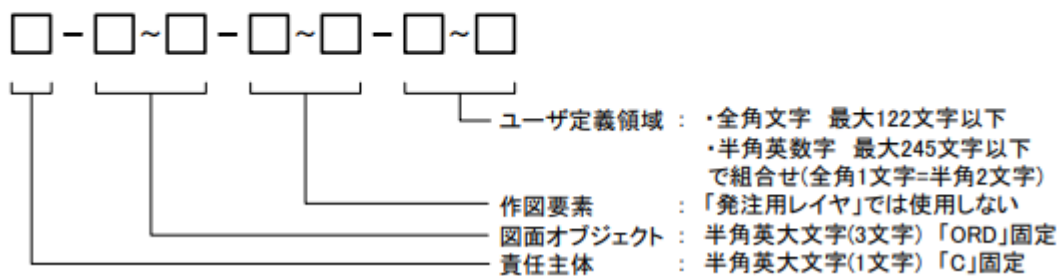 □-□~□-□~□-□~□
ユーザ定義領域 : ・全角文字 最大122文字以下
・半角英数字 最大245文字以下
で組合せ(全角1文字=半角2文字)
作図要素 : 「発注用レイヤ」では使用しない
図面オブジェクト : 半角英大文字(3文字) 「ORD」固定
責任主体 : 半角英大文字(1文字) 「C」固定